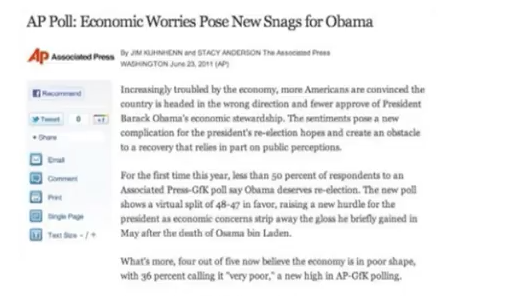 AP Poll: Economic Worries Pose New Snags for Obama
AP Associated Press
By JIM KUHNHENN and STACY ANDERSON The Associated Press
WASHINGTON June 23, 2011 (AP)
Recommend
Tweet 0 +1
+ Share
Email
Comment
Print
Single Page
Text Size - / +
Increasingly troubled by the economy, more Americans are convinced the
country is headed in the wrong direction and fewer approve of President
Barack Obama's economic stewardship. The sentiments pose a new
complication for the president's re-election hopes and create an obstacle
to a recovery that relies in part on public perceptions.
For the first time this year, less than 50 percent of respondents to an
Associated Press-GfK poll say Obama deserves re-election. The new poll
shows a virtual split of 48-47 in favor, raising a new hurdle for the
president as economic concerns strip away the gloss he briefly gained in
May after the death of Osama bin Laden.
What's more, four out of five now believe the economy is in poor shape,
with 36 percent calling it "very poor," a new high in AP-GfK polling.